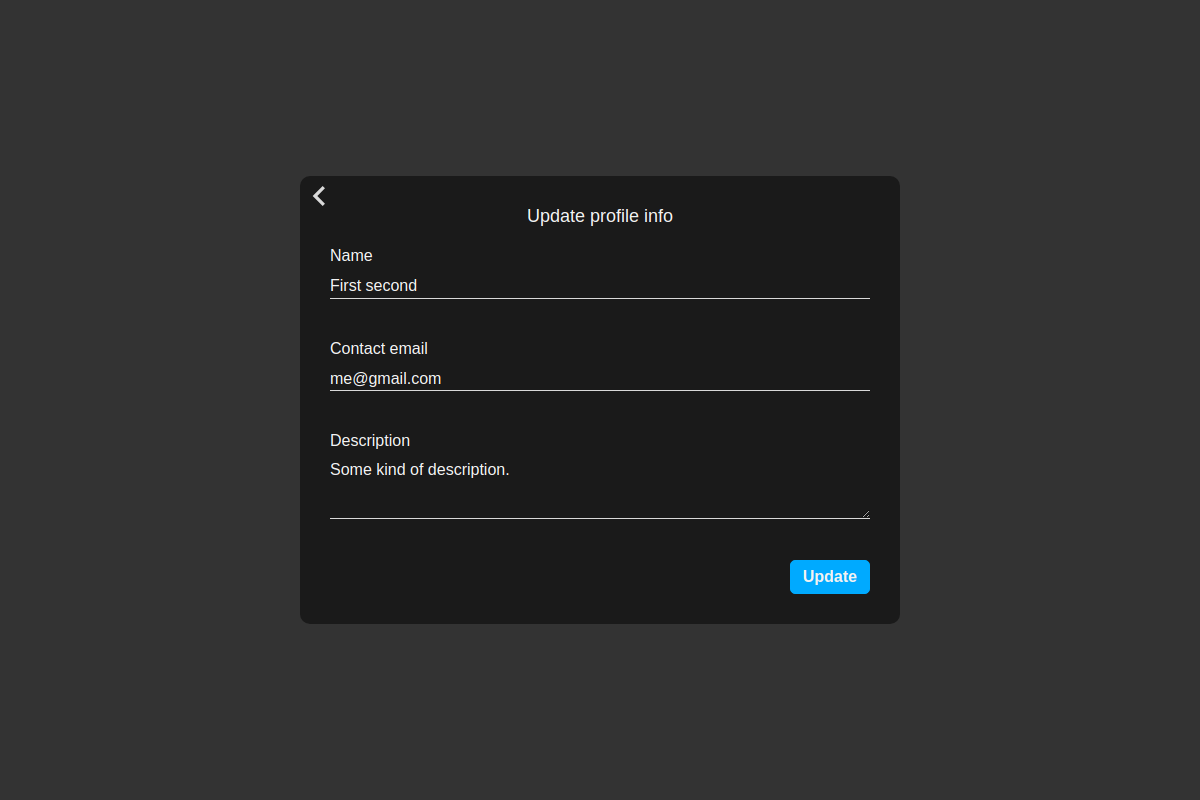 Update profile info
Name
First second
Contact email
me@gmail.com
Description
Some kind of description.
Update